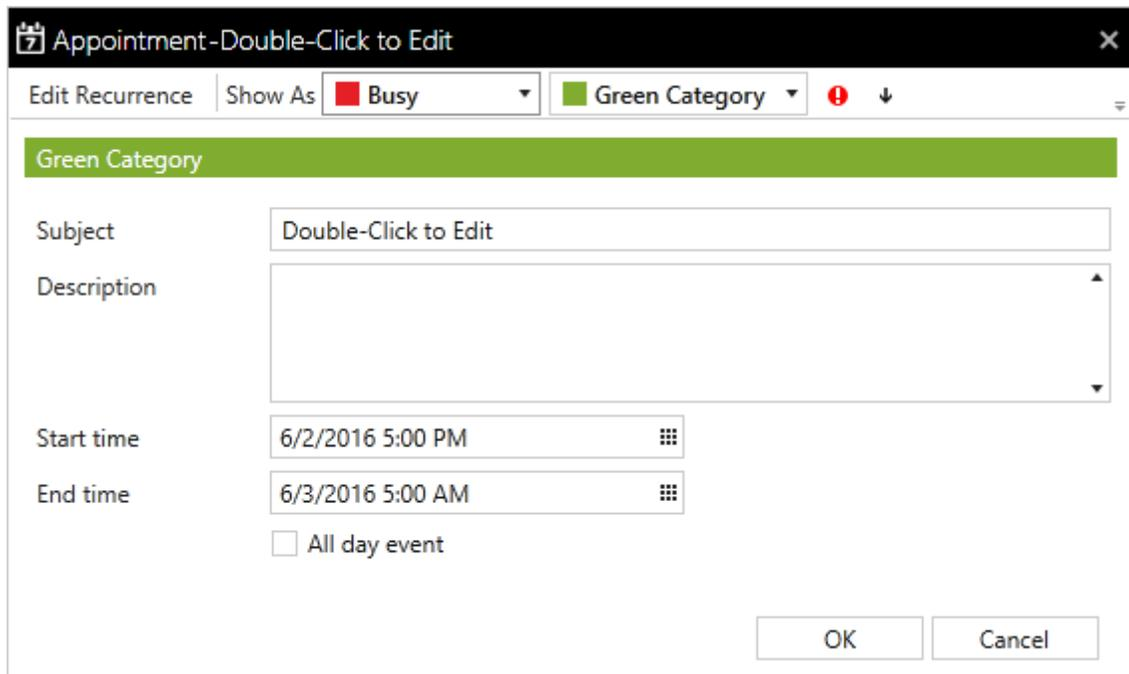 7 Appointment-Double-Click to Edit
Edit Recurrence Show As Busy Green Category
Green Category
Subject Double-Click to Edit
Description
Start time 6/2/2016 5:00 PM
End time 6/3/2016 5:00 AM
All day event
OK Cancel